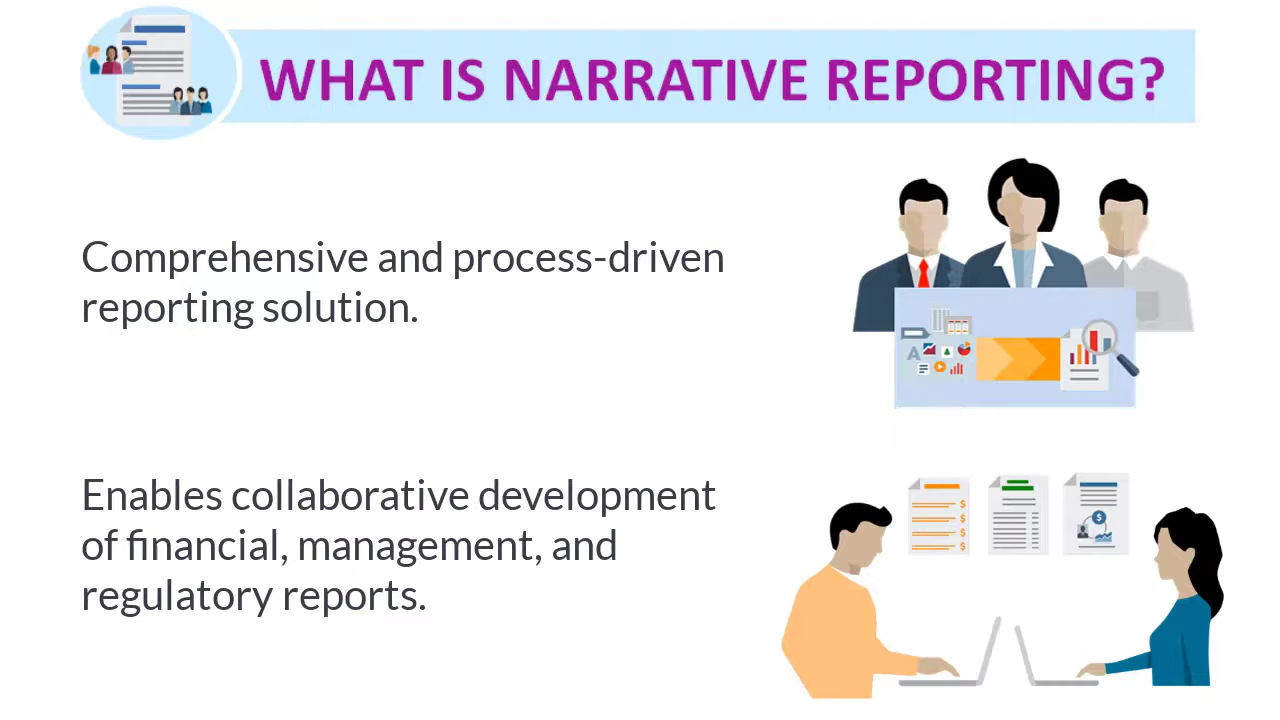 WHAT IS NARRATIVE REPORTING?
Comprehensive and process-driven
reporting solution.
Enables collaborative development
of financial, management, and
regulatory reports.